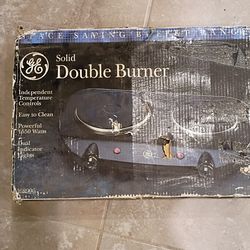 SPACE SAVING BUFFET RANGE
GE
Solid
Double Burner
Independent
Temperature
Controls
Easy to Clean
Powerful
1550 Watts
Dual
Indicator
Lights